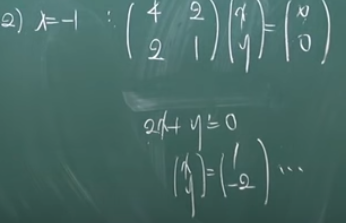 2) λ=-1 : (4 2; 2 1)(x; y)=(0; 0)
2x+y=0
(x; y)=(1; -2) ...